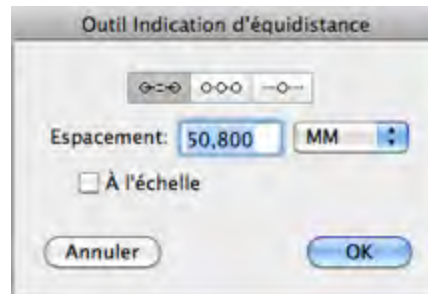 Outil Indication d'équidistance
Espacement: 50,800 MM
À l'échelle
Annuler OK